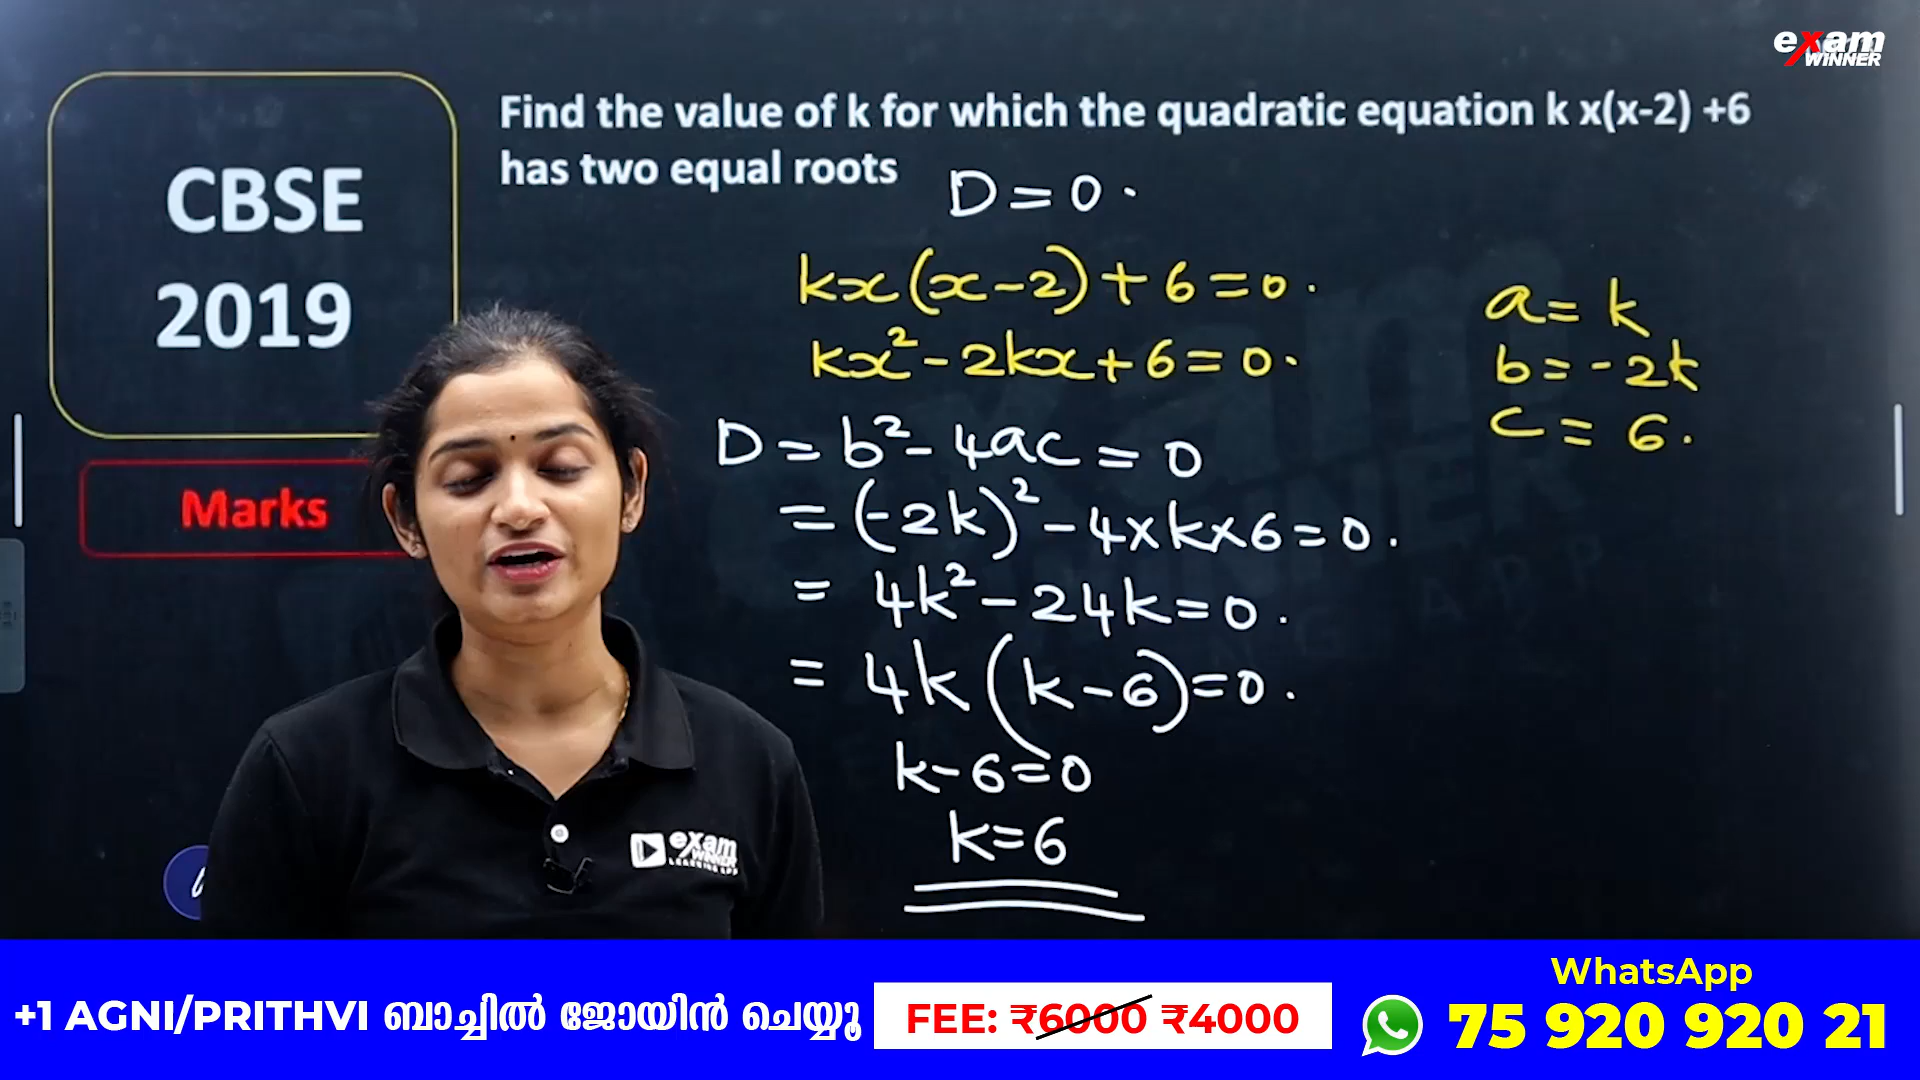 exam
WINNER
Find the value of k for which the quadratic equation k x(x-2) +6
has two equal roots
D = 0 .
CBSE
2019
Marks
kx(x-2)+6=0.
kx²-2kx+6=0.
a= k
b=-2k
c = 6.
D = b²-4ac = 0
= (-2k)²-4×k×6=0.
= 4k²-24k=0.
= 4k(k-6)=0.
k-6=0
k=6
exam
WINNER
LEARNING APP
+1 AGNI/PRITHVI ബാച്ചിൽ ജോയിൻ ചെയ്യൂ
FEE: ₹6000 ₹4000
WhatsApp
75 920 920 21